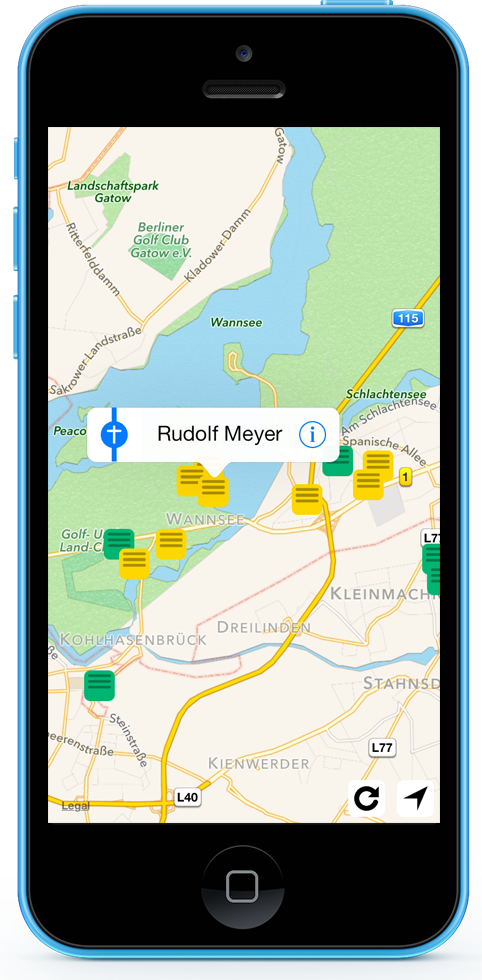 Gatow
Landschaftspark
Gatow
Berliner
Golf Club
Gatow e.V.
Ritterfelddamm
Kladower Damm
Wannsee
115
Sakrower Landstraße
Schlachtensee
Am Schlachtensee
Peaco
Rudolf Meyer
i
Spanische Allee
1
WANNSEE
Golf- U
Land-C
L77
KLEINMACH
DREILINDEN
KOHLHASENBRÜCK
STAHNSD
Steinstraße
eerenstraße
L77
KIENWERDER
L40
Legal